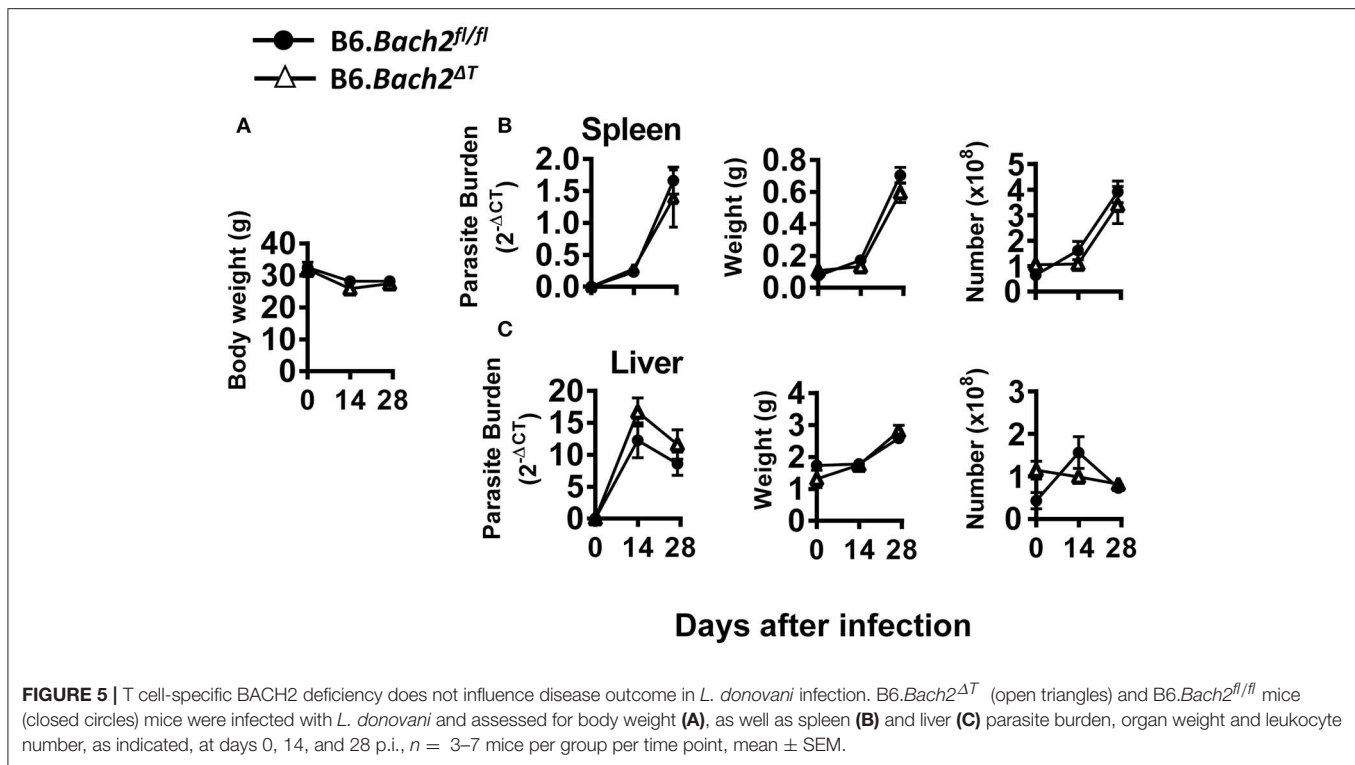 B6.Bach2fl/fl
B6.Bach2ΔT
A
Body weight (g)
40
30
20
10
0
0 14 28
B
Spleen
Parasite Burden
(2-ΔCT)
2.0
1.5
1.0
0.5
0.0
Weight (g)
0.8
0.6
0.4
0.2
0.0
Number (x10⁸)
5
4
3
2
1
0
C
Liver
Parasite Burden
(2-ΔCT)
20
15
10
5
0
0 14 28
Weight (g)
4
3
2
1
0
0 14 28
Number (x10⁸)
3
2
1
0
0 14 28
Days after infection
FIGURE 5 | T cell-specific BACH2 deficiency does not influence disease outcome in L. donovani infection. B6.Bach2ΔT (open triangles) and B6.Bach2fl/fl mice
(closed circles) mice were infected with L. donovani and assessed for body weight (A), as well as spleen (B) and liver (C) parasite burden, organ weight and leukocyte
number, as indicated, at days 0, 14, and 28 p.i., n = 3–7 mice per group per time point, mean ± SEM.